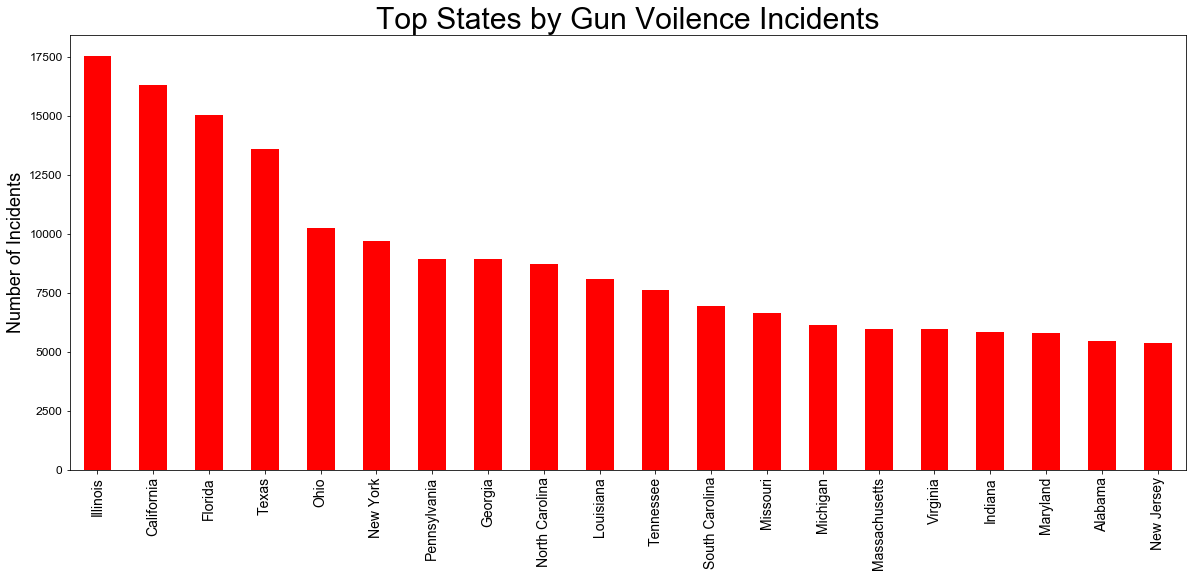 Top States by Gun Voilence Incidents
Number of Incidents
17500
15000
12500
10000
7500
5000
2500
0
Illinois
California
Florida
Texas
Ohio
New York
Pennsylvania
Georgia
North Carolina
Louisiana
Tennessee
South Carolina
Missouri
Michigan
Massachusetts
Virginia
Indiana
Maryland
Alabama
New Jersey